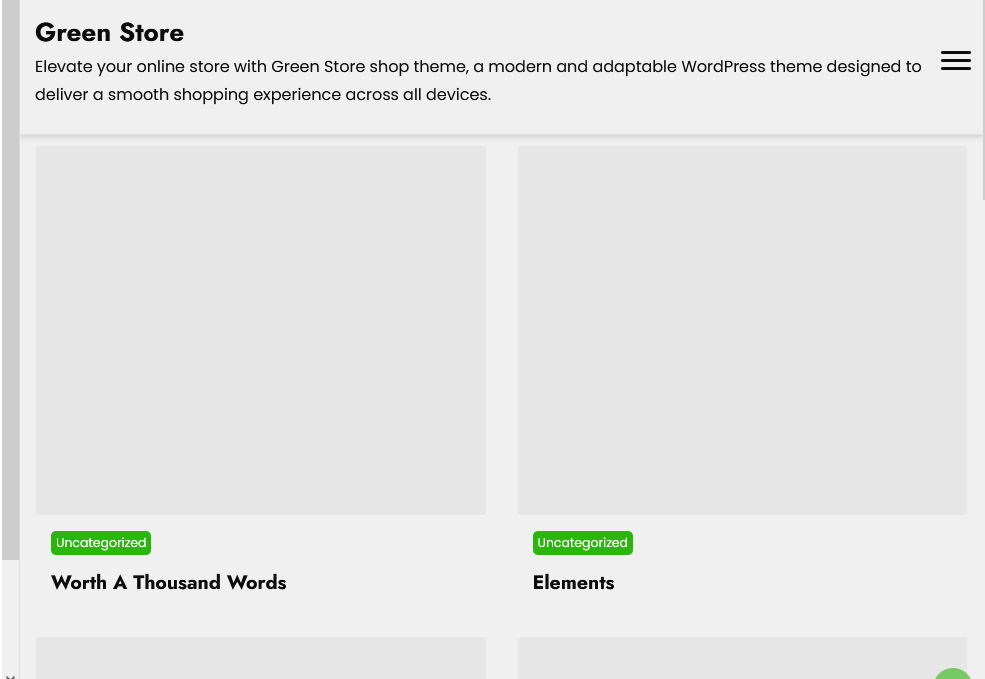 Green Store
Elevate your online store with Green Store shop theme, a modern and adaptable WordPress theme designed to
deliver a smooth shopping experience across all devices.
Uncategorized
Worth A Thousand Words
Uncategorized
Elements